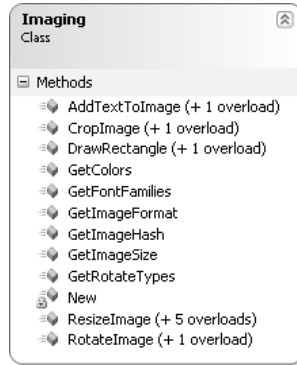 Imaging
Class
Methods
AddTextToImage (+ 1 overload)
CropImage (+ 1 overload)
DrawRectangle (+ 1 overload)
GetColors
GetFontFamilies
GetImageFormat
GetImageHash
GetImageSize
GetRotateTypes
New
ResizeImage (+ 5 overloads)
RotateImage (+ 1 overload)